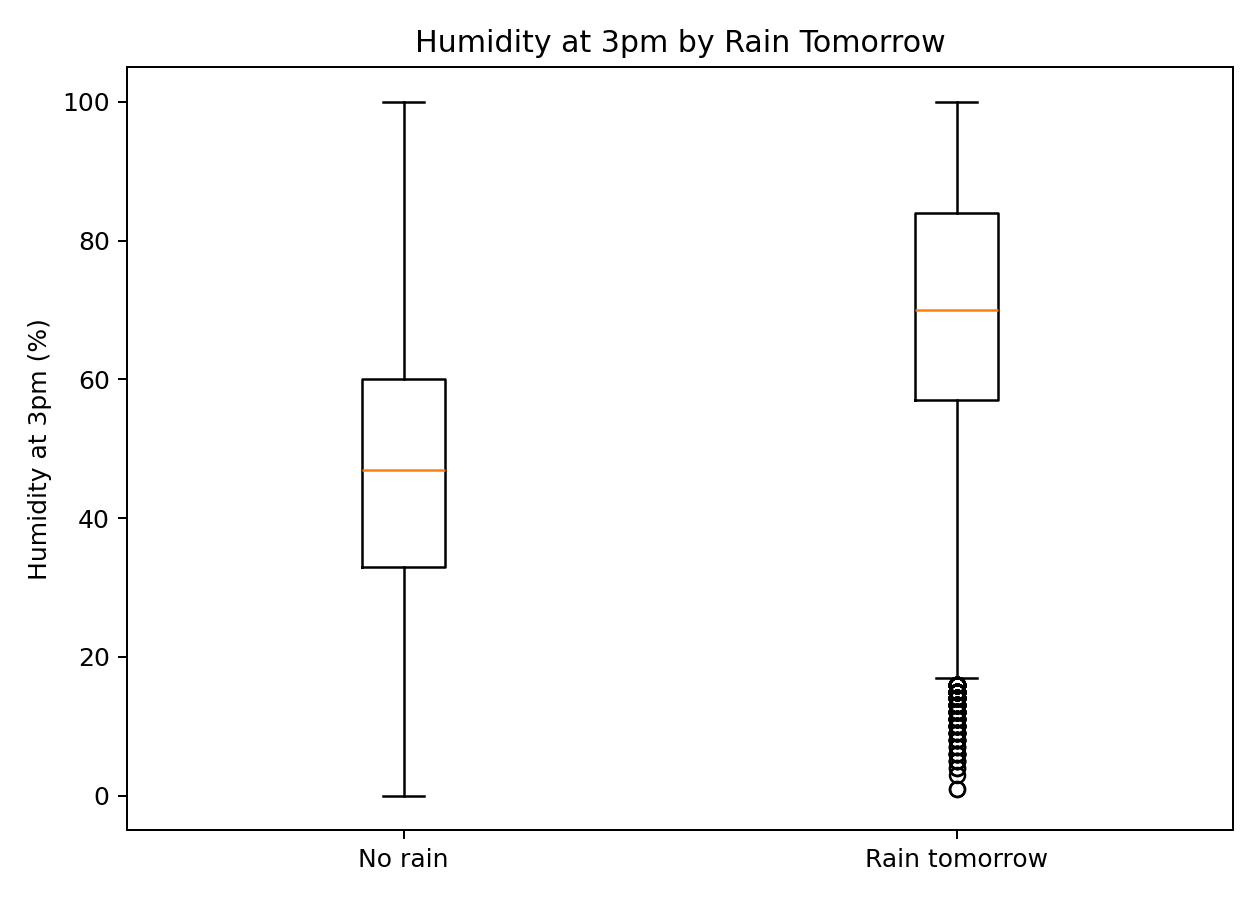 Humidity at 3pm by Rain Tomorrow
Humidity at 3pm (%)
100
80
60
40
20
0
No rain
Rain tomorrow